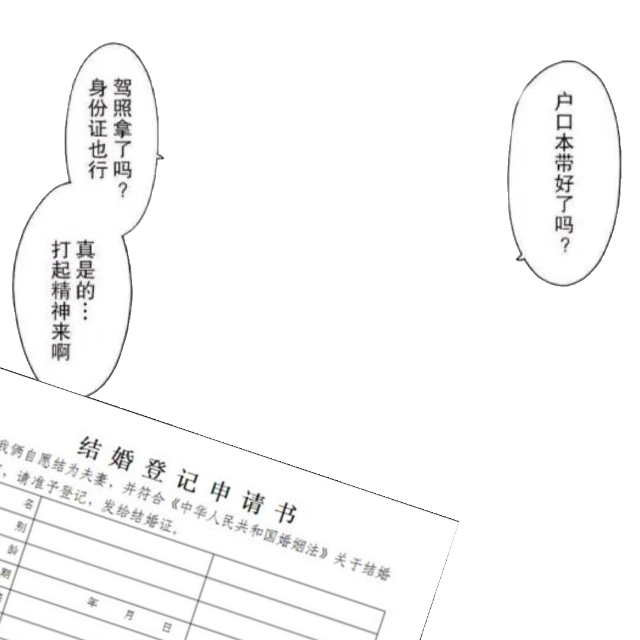 户口本带好了吗?
驾照拿了吗?
身份证也行
真是的…
打起精神来啊
结婚登记申请书
我俩自愿结为夫妻,并符合《中华人民共和国婚姻法》关于结婚
请准予登记,发给结婚证。
名
别
龄
期
年 月 日